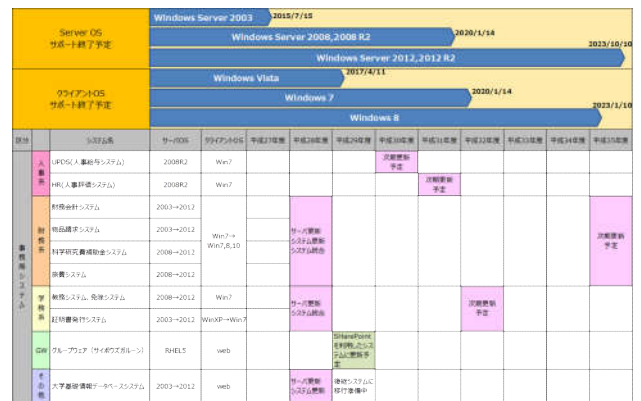 Server OS
サポート終了予定
Windows Server 2003
2015/7/15
Windows Server 2008,2008 R2
2020/1/14
Windows Server 2012,2012 R2
2023/10/10
クライアントOS
サポート終了予定
Windows Vista
2017/4/11
Windows 7
2020/1/14
Windows 8
2023/1/10
区分 システム名 サーバOS クライアントOS 平成27年度 平成28年度 平成29年度 平成30年度 平成31年度 平成32年度 平成33年度 平成34年度 平成35年度
事務用システム
人事系
UPDS(人事給与システム) 2008R2 Win7
次期更新
予定
HR(人事評価システム) 2008R2 Win7
次期更新
予定
財務系
財務会計システム 2003→2012
物品請求システム 2003→2012
科学研究費補助金システム 2008→2012
旅費システム 2008→2012
Win7→
Win7,8,10
サーバ更新
システム更新
システム統合
次期更新
予定
学務系
教務システム、免除システム 2008→2012 Win7
証明書発行システム 2003→2012 WinXP→Win7
サーバ更新
システム統合
次期更新
予定
GW グループウェア(サイボウズガルーン) RHEL5 web
SharePoint
を利用したシス
テムに更新予
定
その他
大学基礎情報データベースシステム 2003→2012 web
サーバ更新
システム更新
後続システムに
移行準備中